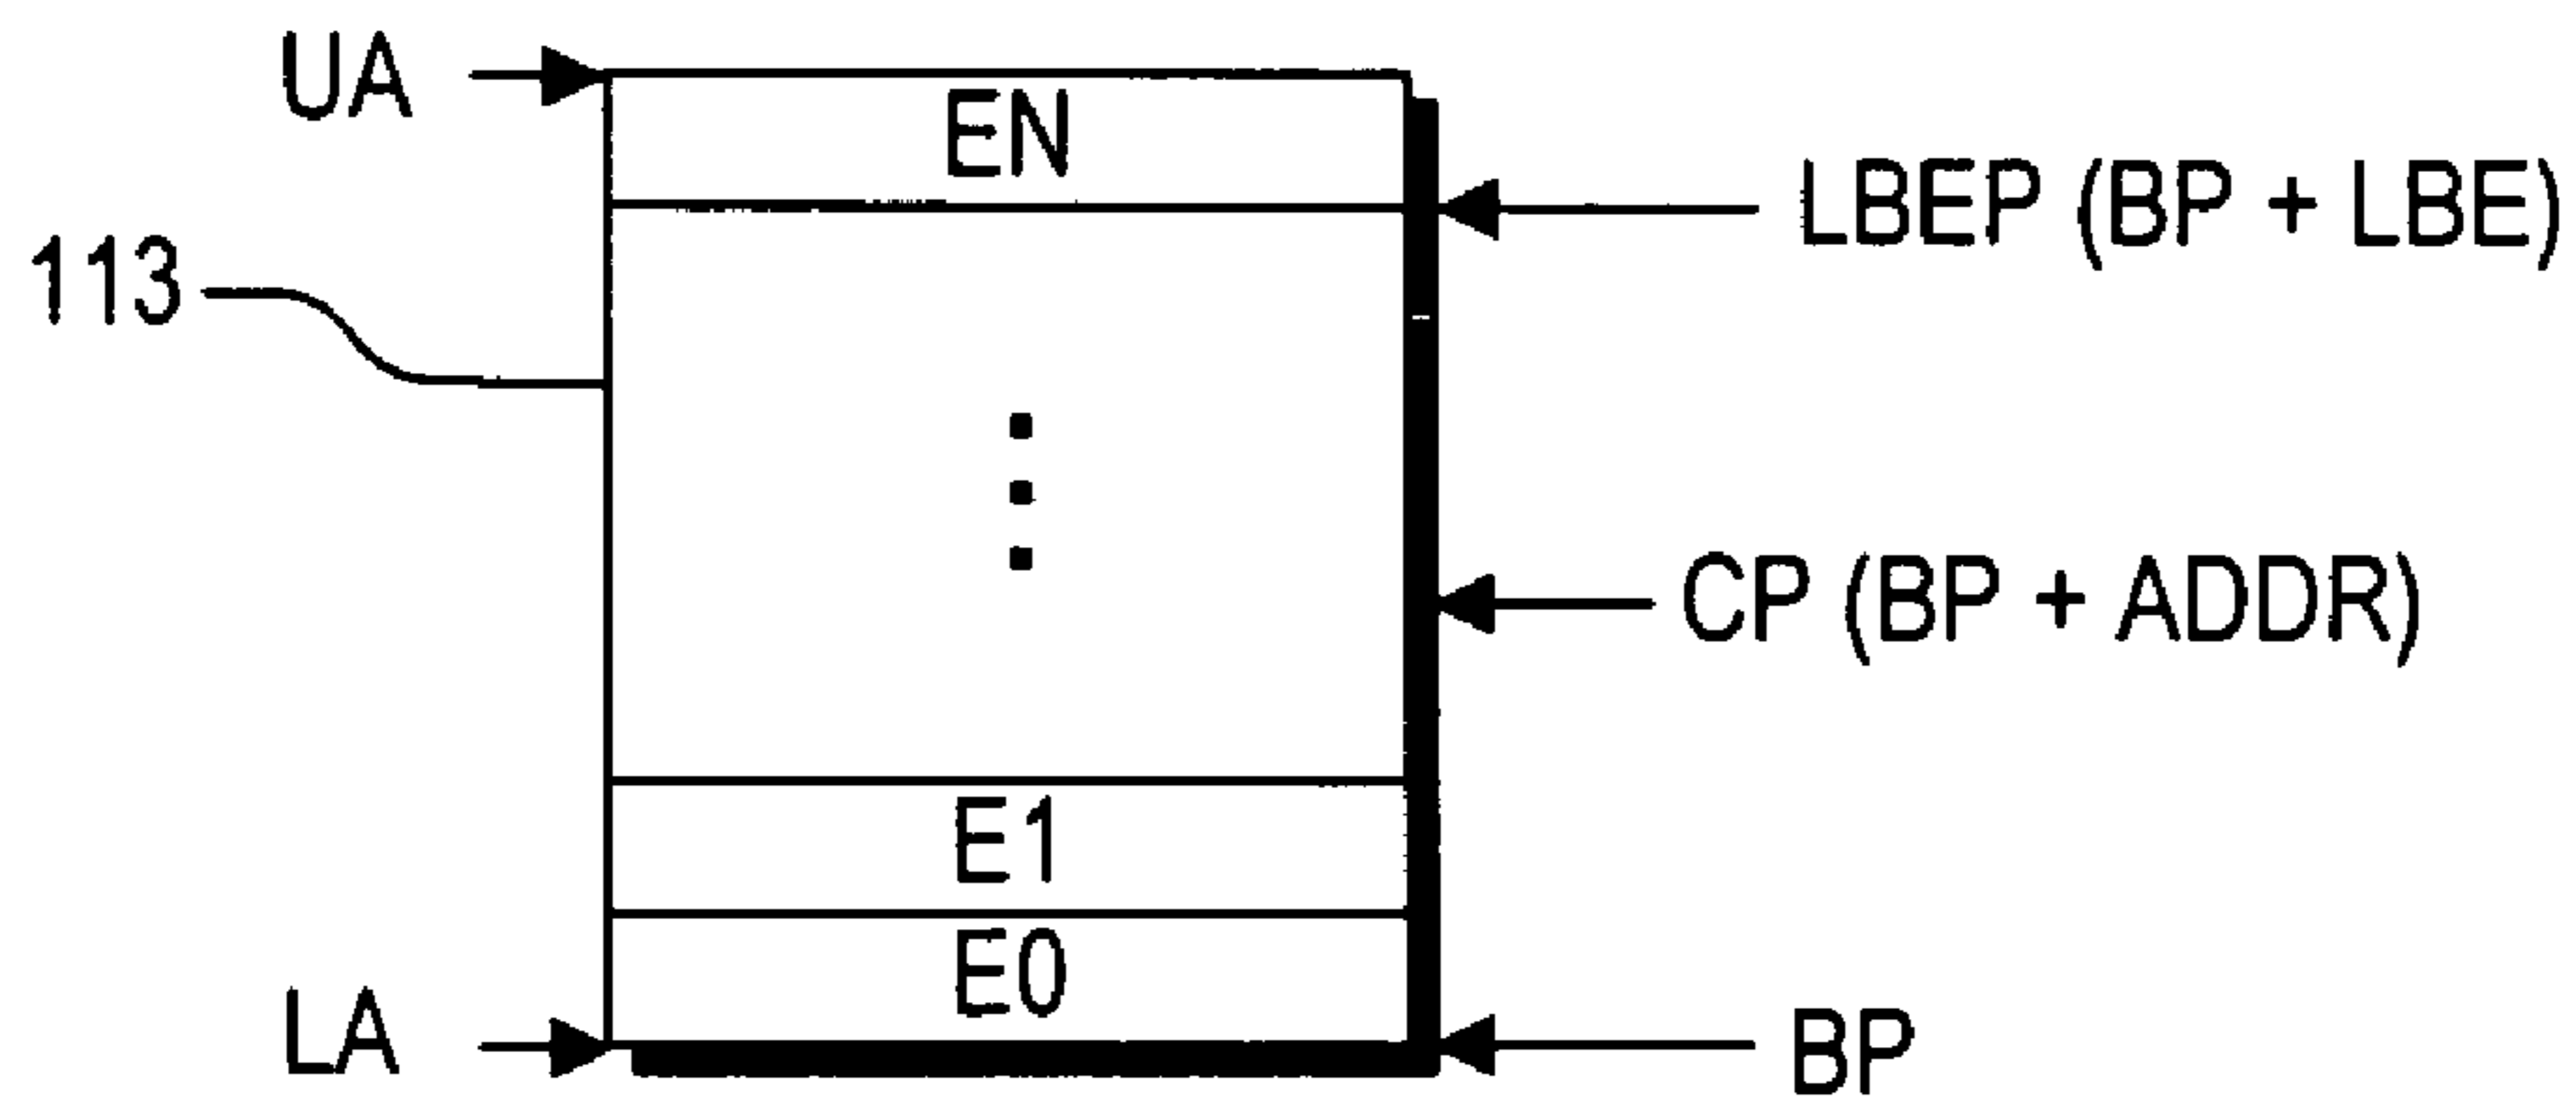 UA
EN
LBEP (BP + LBE)
113
CP (BP + ADDR)
E1
E0
LA
BP